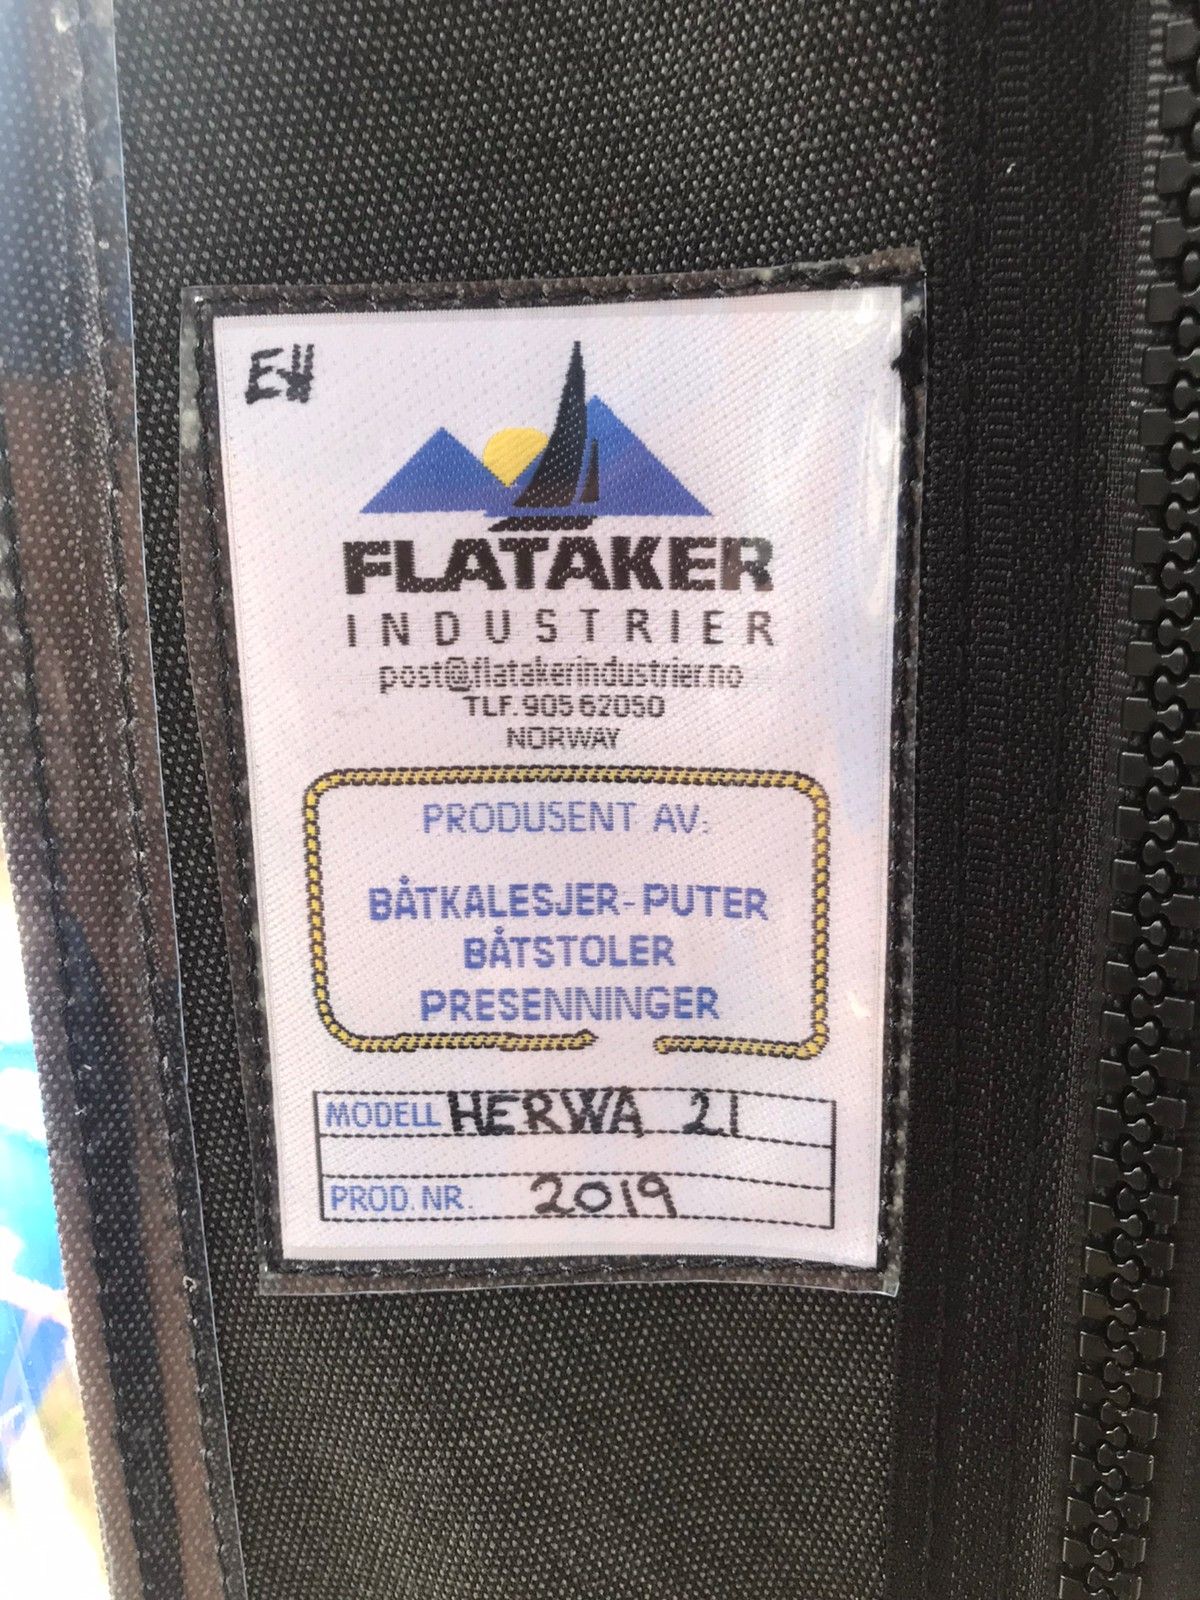 FLATAKER
INDUSTRIER
post@flatakerindustrier.no
TLF. 905 62050
NORWAY
PRODUSENT AV:
BÅTKALESJER-PUTER
BÅTSTOLER
PRESENNINGER
MODELL HERWA 21
PROD. NR. 2019